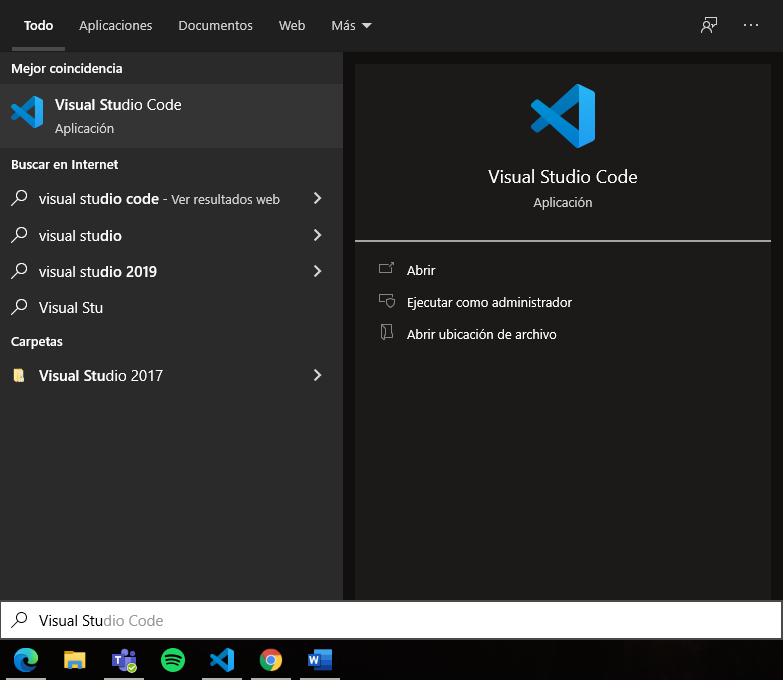 Todo Aplicaciones Documentos Web Más
Mejor coincidencia
Visual Studio Code
Aplicación
Buscar en Internet
visual studio code - Ver resultados web
visual studio
visual studio 2019
Visual Stu
Carpetas
Visual Studio 2017
Visual Studio Code
Aplicación
Abrir
Ejecutar como administrador
Abrir ubicación de archivo
Visual Studio Code